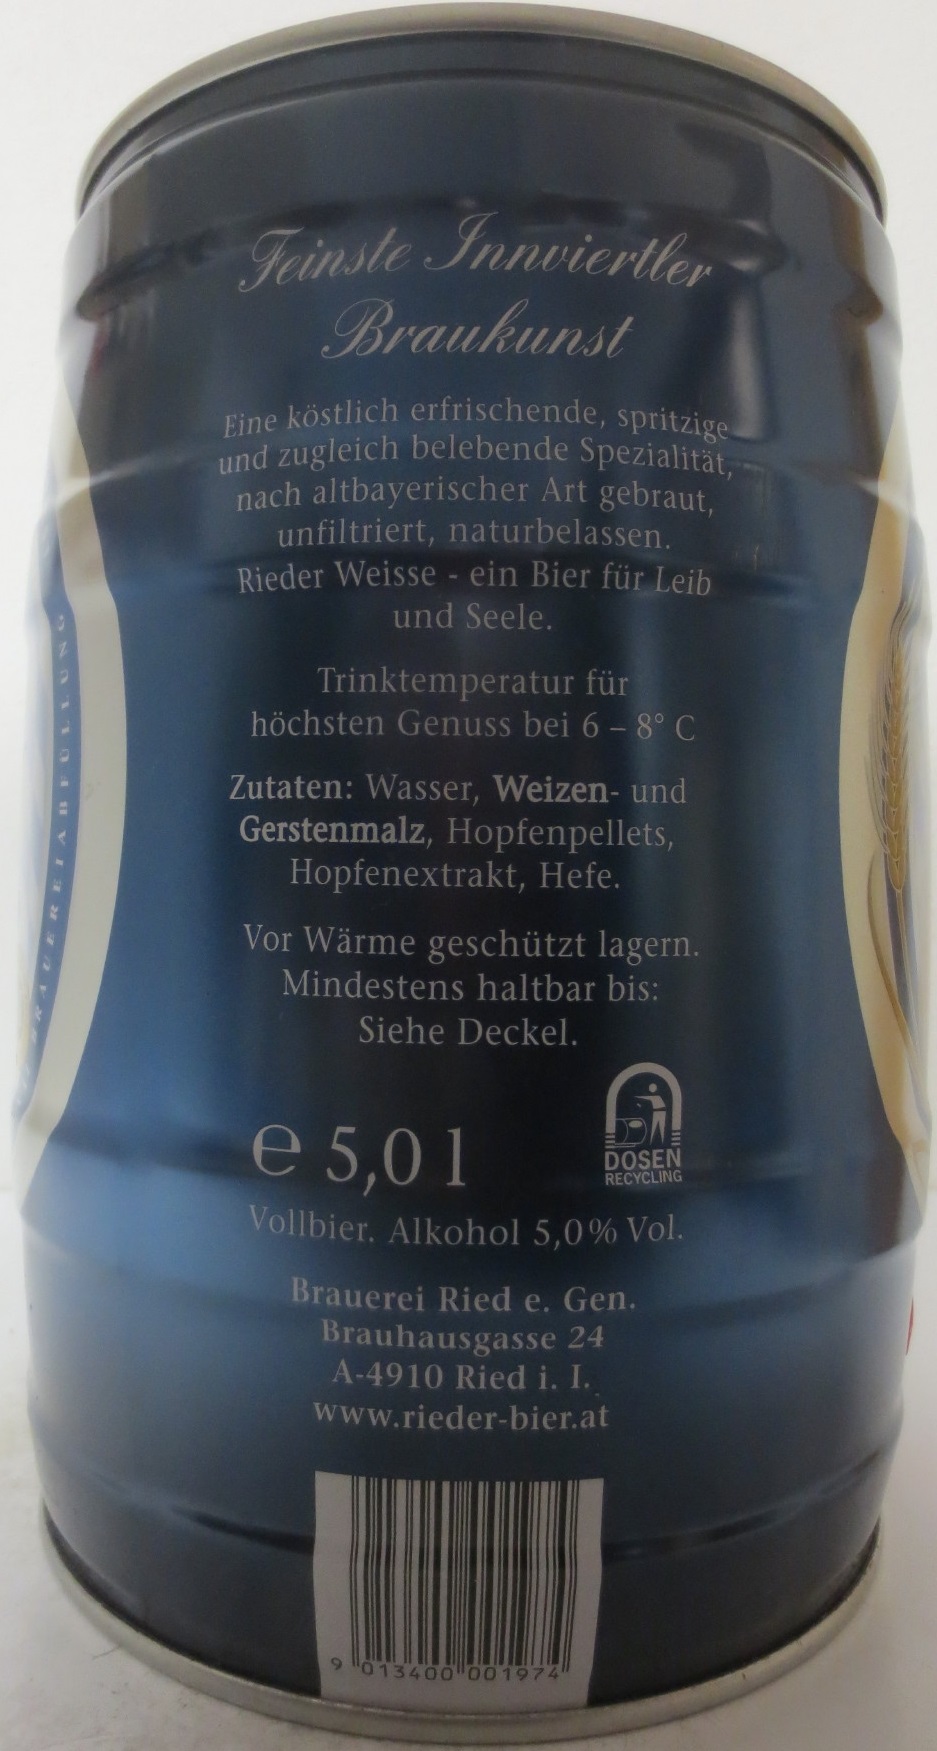 Feinste Innviertler
Braukunst
Eine köstlich erfrischende, spritzige
und zugleich belebende Spezialität,
nach altbayerischer Art gebraut,
unfiltriert, naturbelassen.
Rieder Weisse - ein Bier für Leib
und Seele.
Trinktemperatur für
höchsten Genuss bei 6 – 8° C
Zutaten: Wasser, Weizen- und
Gerstenmalz, Hopfenpellets,
Hopfenextrakt, Hefe.
Vor Wärme geschützt lagern.
Mindestens haltbar bis:
Siehe Deckel.
℮ 5,0 l
DOSEN
RECYCLING
Vollbier. Alkohol 5,0% Vol.
Brauerei Ried e. Gen.
Brauhausgasse 24
A-4910 Ried i. I.
www.rieder-bier.at
9 013400 001974
BRAUEREIABFÜLLUNG